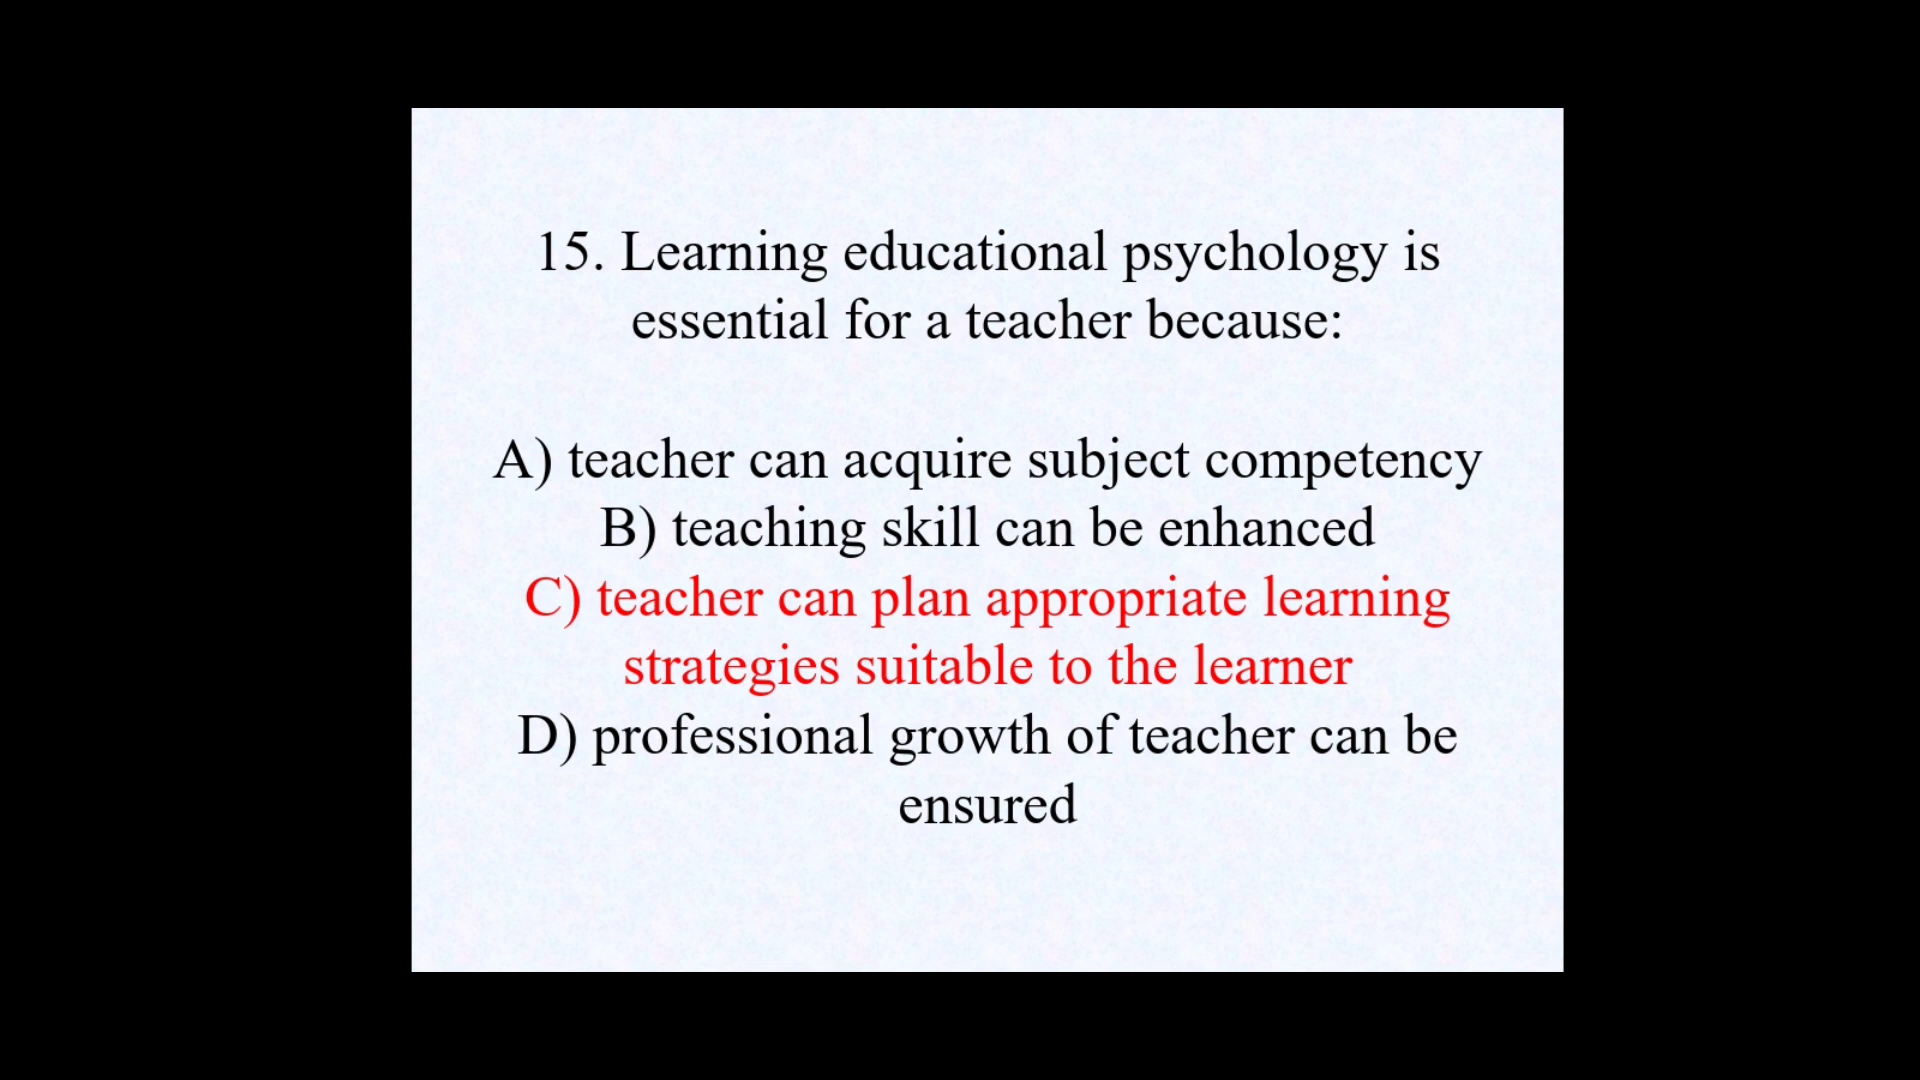 15. Learning educational psychology is
essential for a teacher because:
A) teacher can acquire subject competency
B) teaching skill can be enhanced
C) teacher can plan appropriate learning
strategies suitable to the learner
D) professional growth of teacher can be
ensured